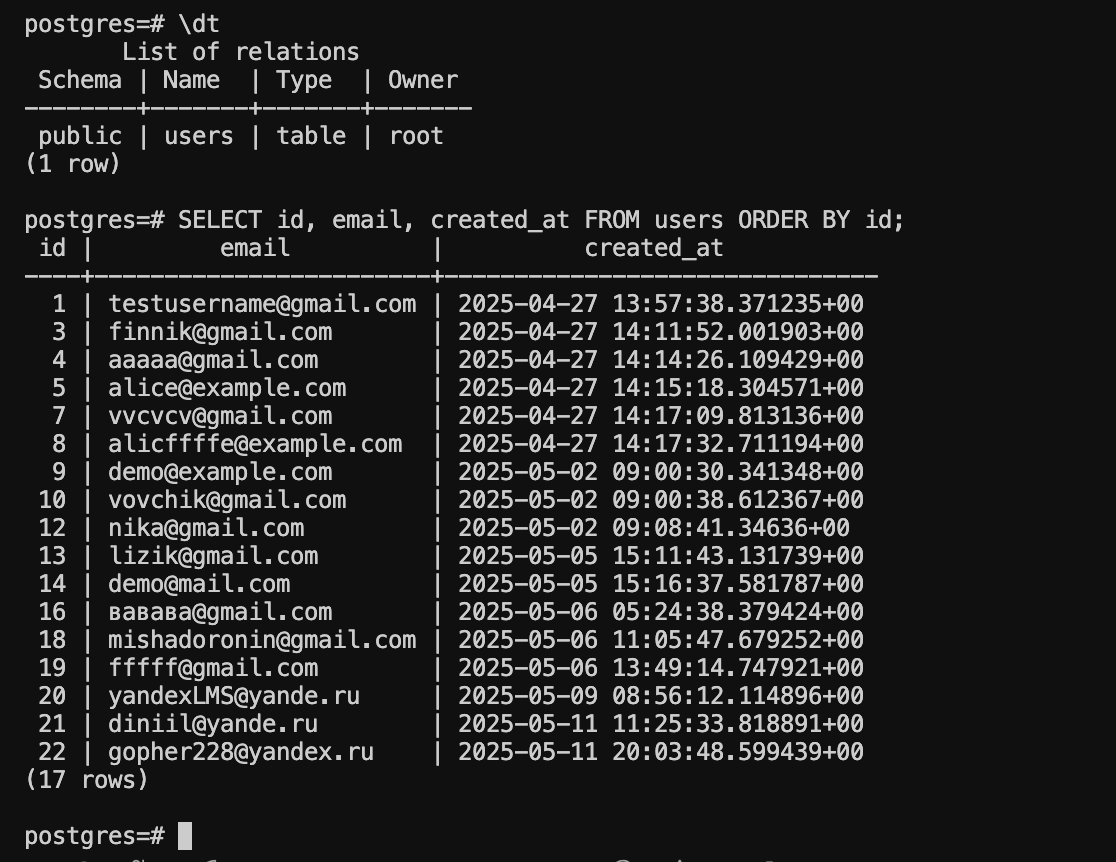 postgres=# \dt
List of relations
Schema | Name | Type | Owner
--------+-------+-------+-------
public | users | table | root
(1 row)
postgres=# SELECT id, email, created_at FROM users ORDER BY id;
id | email | created_at
----+------------------------+-------------------------------
1 | testusername@gmail.com | 2025-04-27 13:57:38.371235+00
3 | finnik@gmail.com | 2025-04-27 14:11:52.001903+00
4 | aaaaa@gmail.com | 2025-04-27 14:14:26.109429+00
5 | alice@example.com | 2025-04-27 14:15:18.304571+00
7 | vvcvcv@gmail.com | 2025-04-27 14:17:09.813136+00
8 | alicffffe@example.com | 2025-04-27 14:17:32.711194+00
9 | demo@example.com | 2025-05-02 09:00:30.341348+00
10 | vovchik@gmail.com | 2025-05-02 09:00:38.612367+00
12 | nika@gmail.com | 2025-05-02 09:08:41.34636+00
13 | lizik@gmail.com | 2025-05-05 15:11:43.131739+00
14 | demo@mail.com | 2025-05-05 15:16:37.581787+00
16 | вавава@gmail.com | 2025-05-06 05:24:38.379424+00
18 | mishadoronin@gmail.com | 2025-05-06 11:05:47.679252+00
19 | fffff@gmail.com | 2025-05-06 13:49:14.747921+00
20 | yandexLMS@yande.ru | 2025-05-09 08:56:12.114896+00
21 | diniil@yande.ru | 2025-05-11 11:25:33.818891+00
22 | gopher228@yandex.ru | 2025-05-11 20:03:48.599439+00
(17 rows)
postgres=#